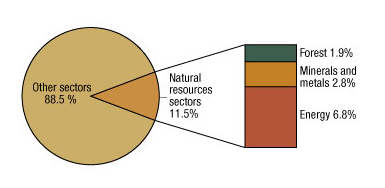 Other sectors
88.5 %
Natural
resources
sectors
11.5%
Forest 1.9%
Minerals and
metals 2.8%
Energy 6.8%